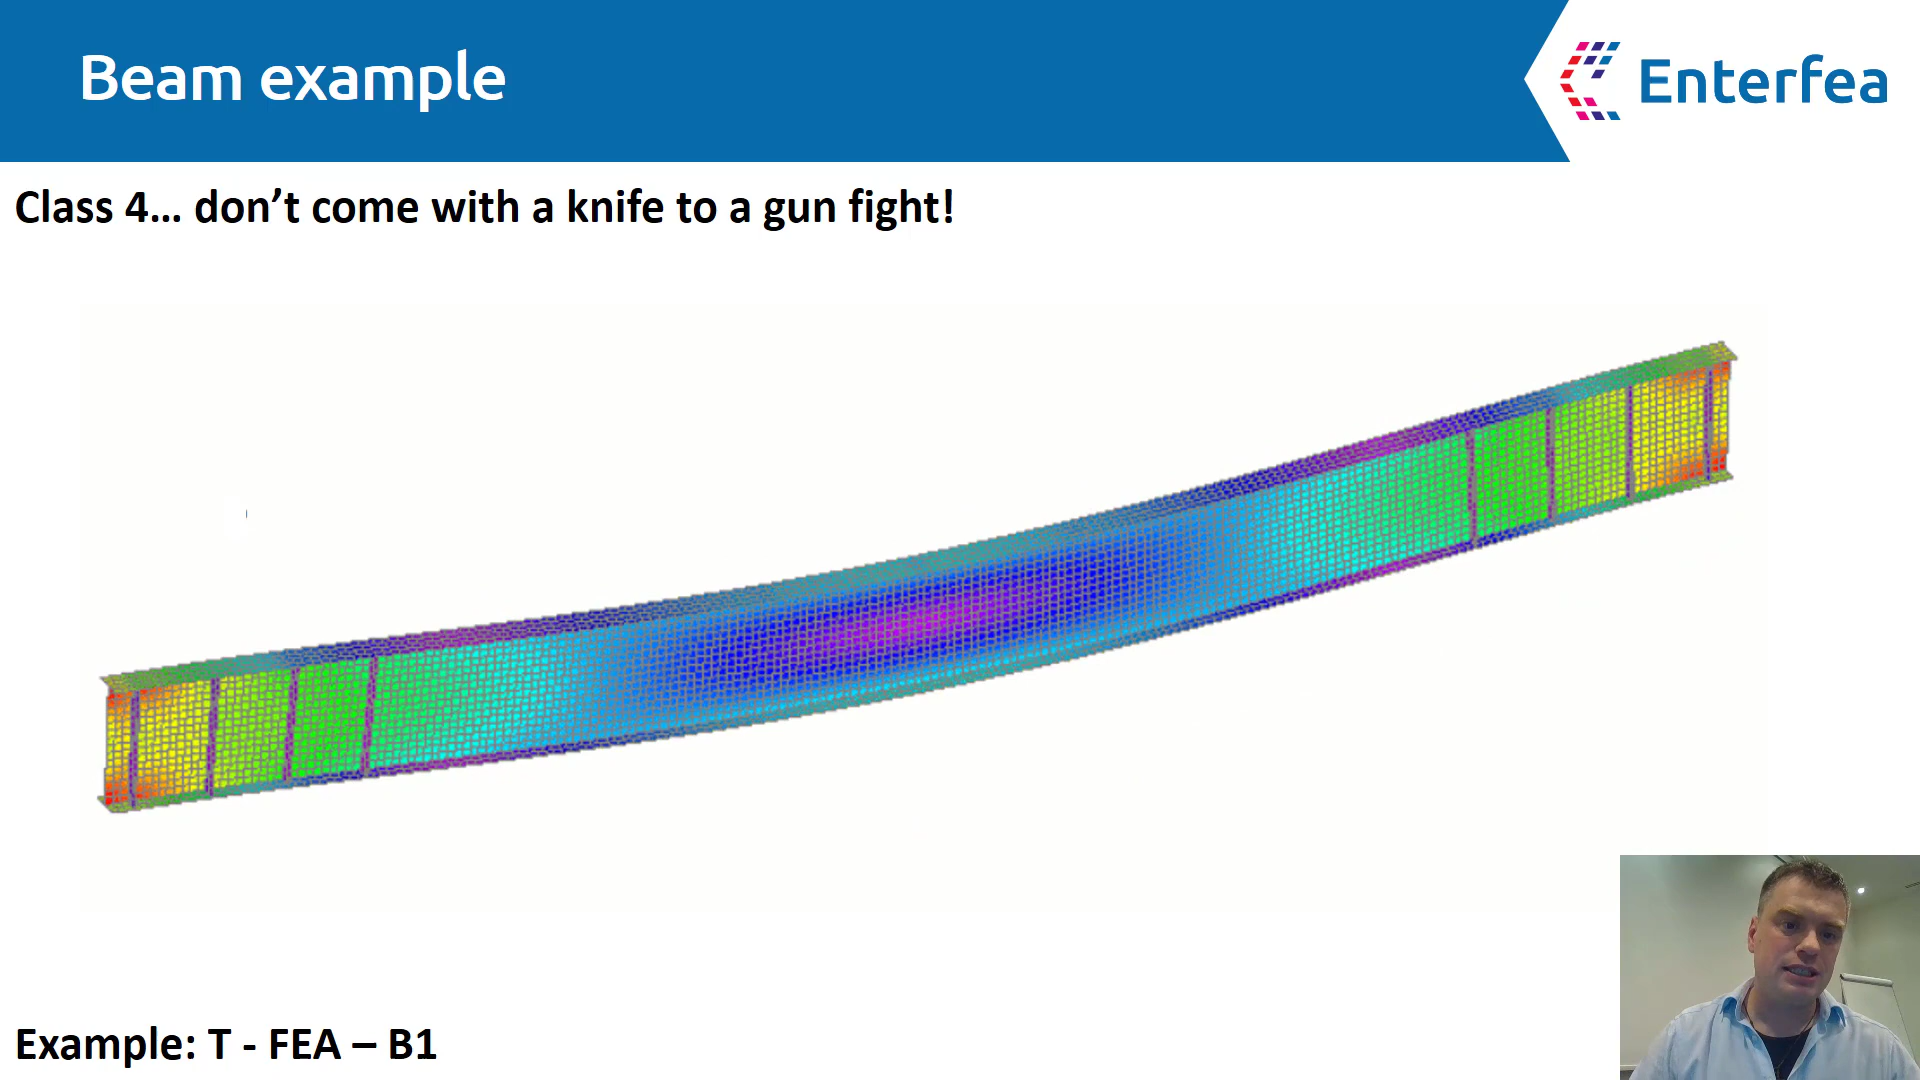 Beam example
Enterfea
Class 4... don’t come with a knife to a gun fight!
Example: T - FEA – B1